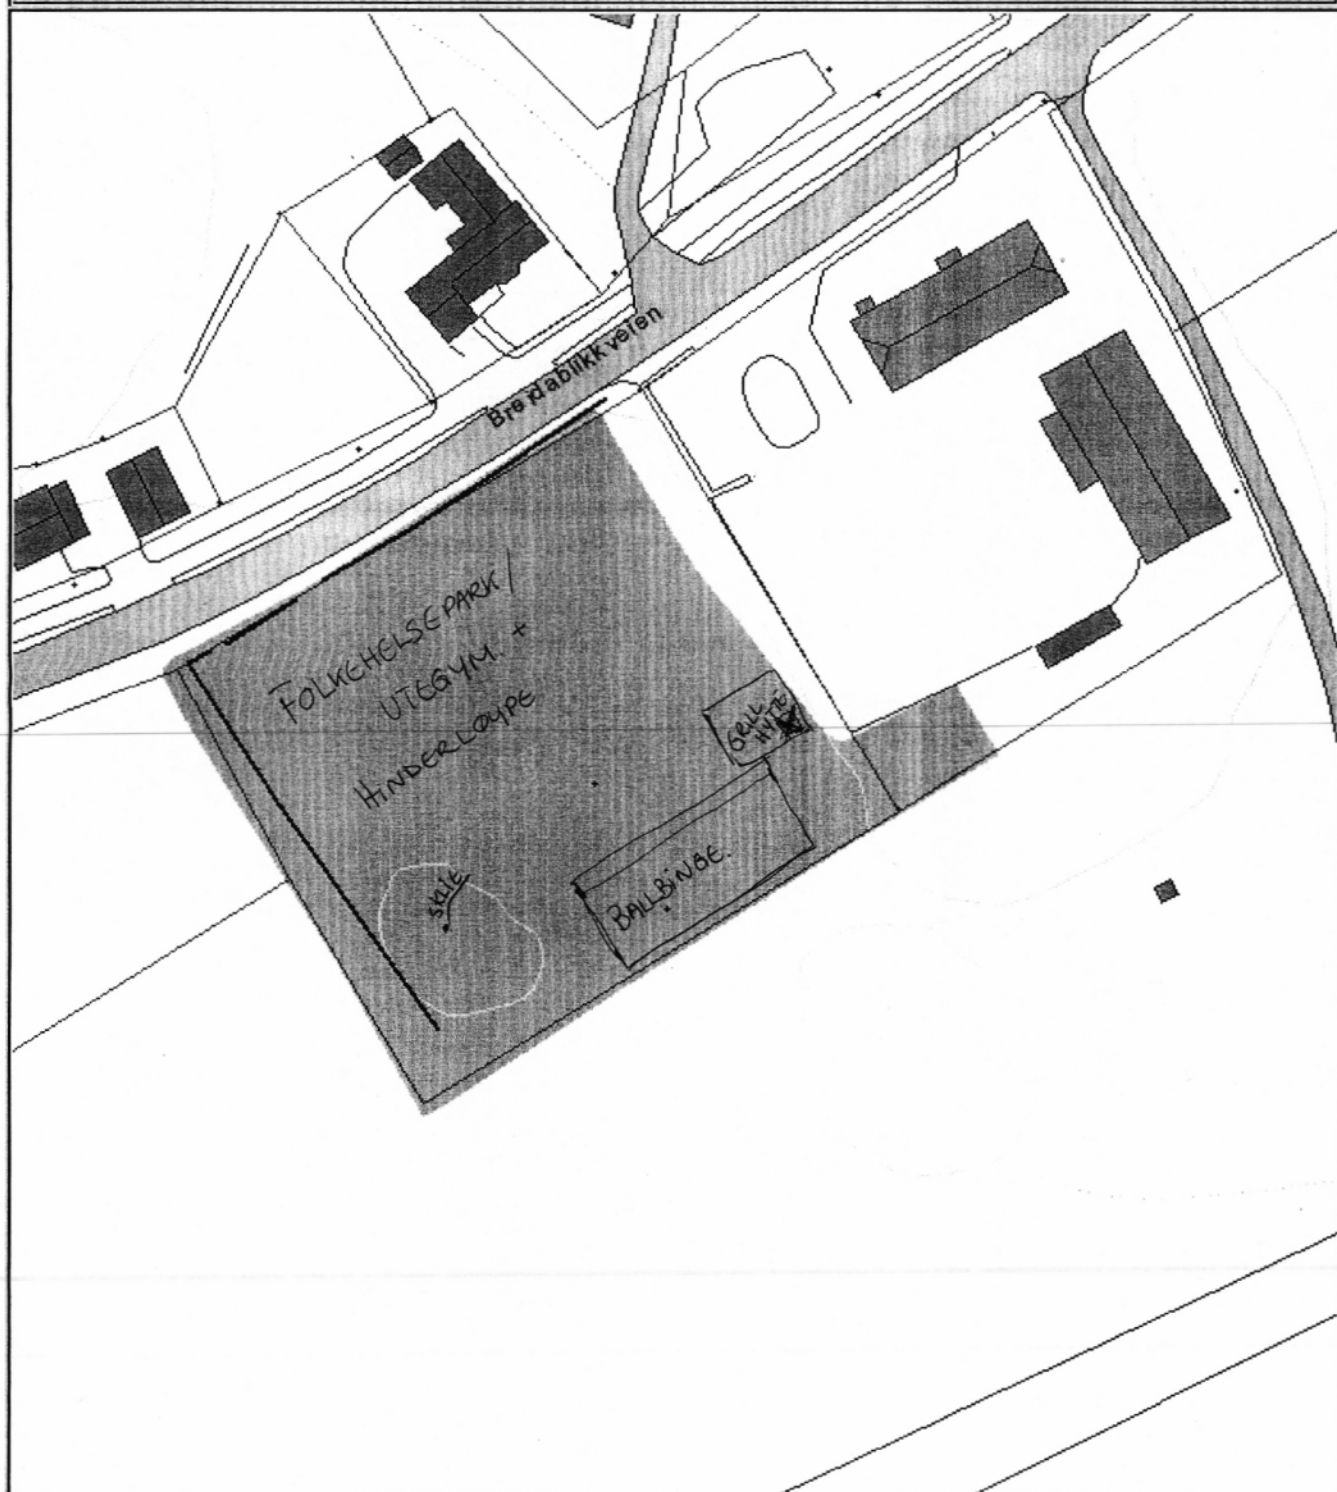 Breidablikkveien
FOLKEHELSEPARK/
UTEGYM. +
HINDERLØYPE
GRILL
HYTTE
SKLIE
BALLBINGE.